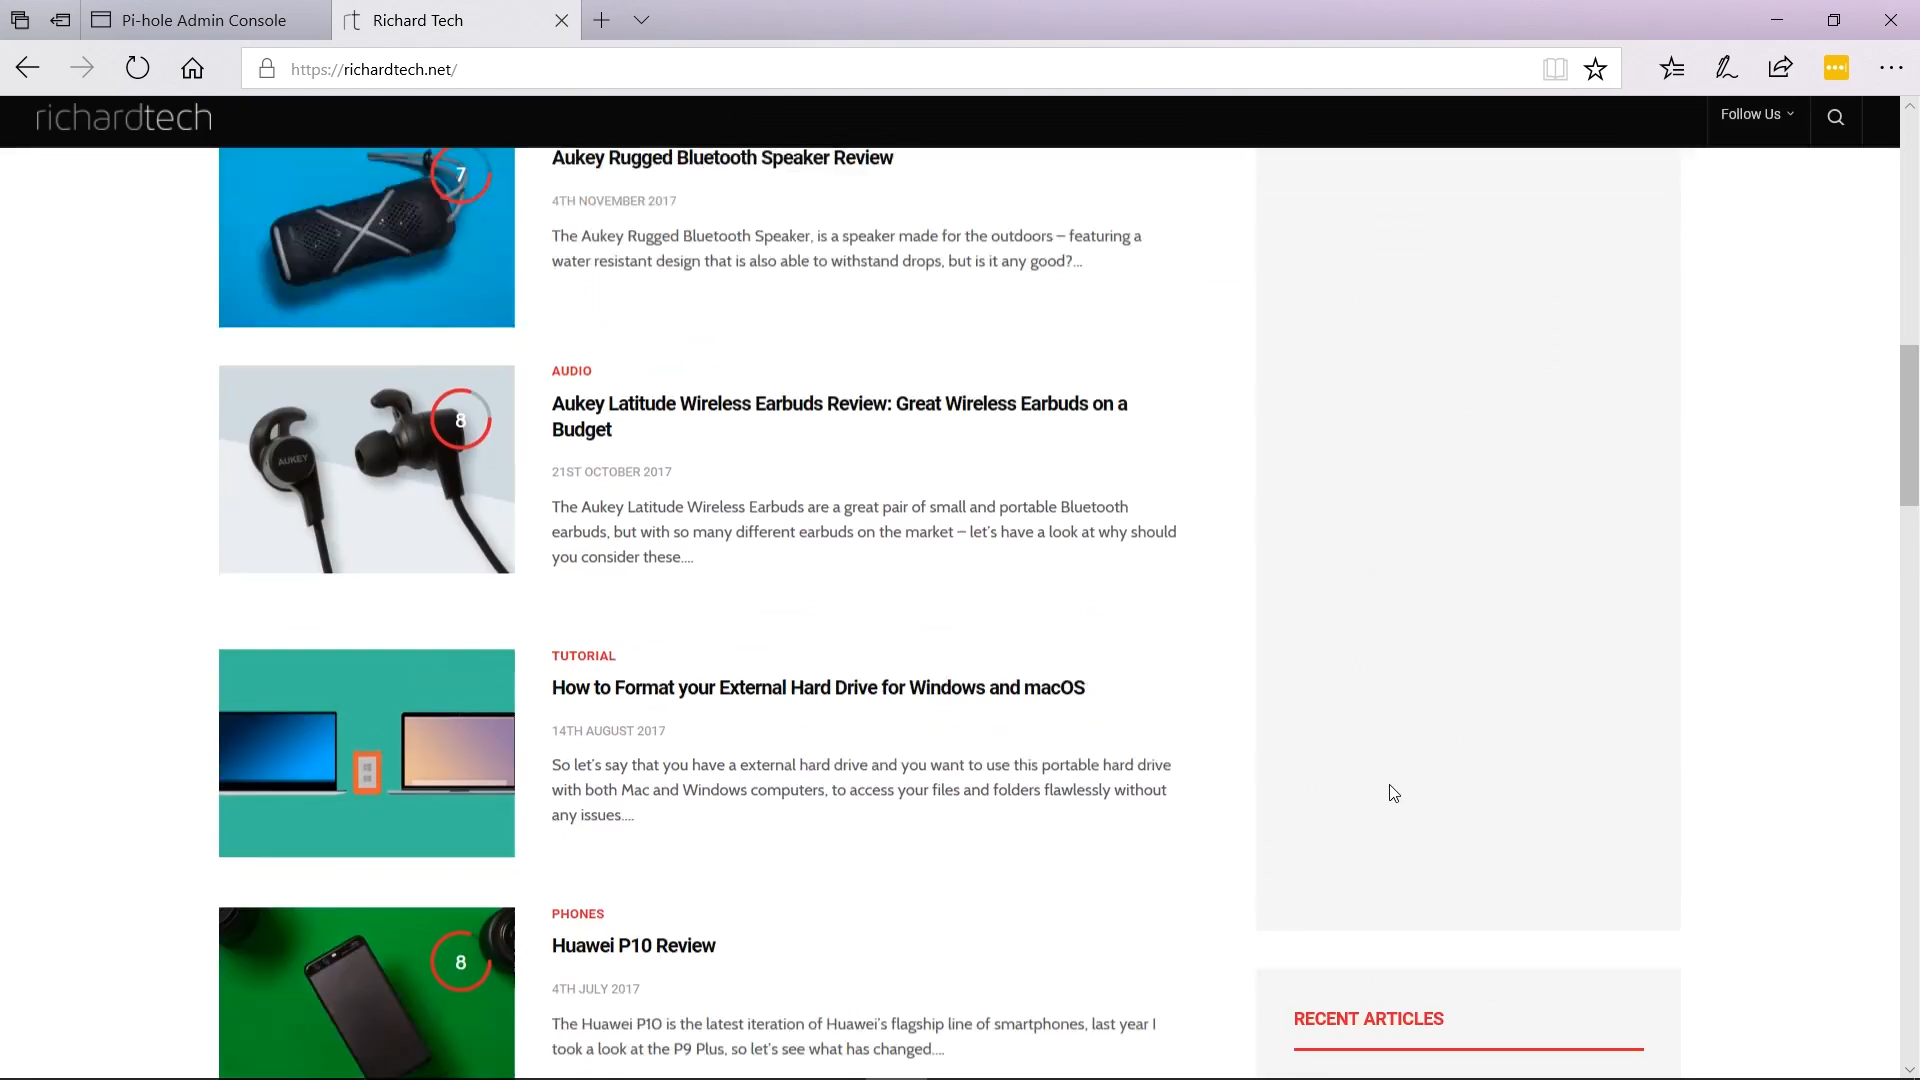 Pi-hole Admin Console
Richard Tech
https://richardtech.net/
richardtech
Follow Us
7
Aukey Rugged Bluetooth Speaker Review
4TH NOVEMBER 2017
The Aukey Rugged Bluetooth Speaker, is a speaker made for the outdoors – featuring a
water resistant design that is also able to withstand drops, but is it any good?...
8
AUKEY
AUDIO
Aukey Latitude Wireless Earbuds Review: Great Wireless Earbuds on a
Budget
21ST OCTOBER 2017
The Aukey Latitude Wireless Earbuds are a great pair of small and portable Bluetooth
earbuds, but with so many different earbuds on the market – let's have a look at why should
you consider these....
TUTORIAL
How to Format your External Hard Drive for Windows and macOS
14TH AUGUST 2017
So let's say that you have a external hard drive and you want to use this portable hard drive
with both Mac and Windows computers, to access your files and folders flawlessly without
any issues....
8
PHONES
Huawei P10 Review
4TH JULY 2017
The Huawei P10 is the latest iteration of Huawei's flagship line of smartphones, last year I
took a look at the P9 Plus, so let's see what has changed....
RECENT ARTICLES